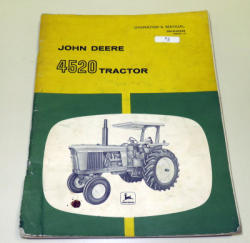 OPERATOR'S MANUAL
JOHN DEERE
4520 TRACTOR